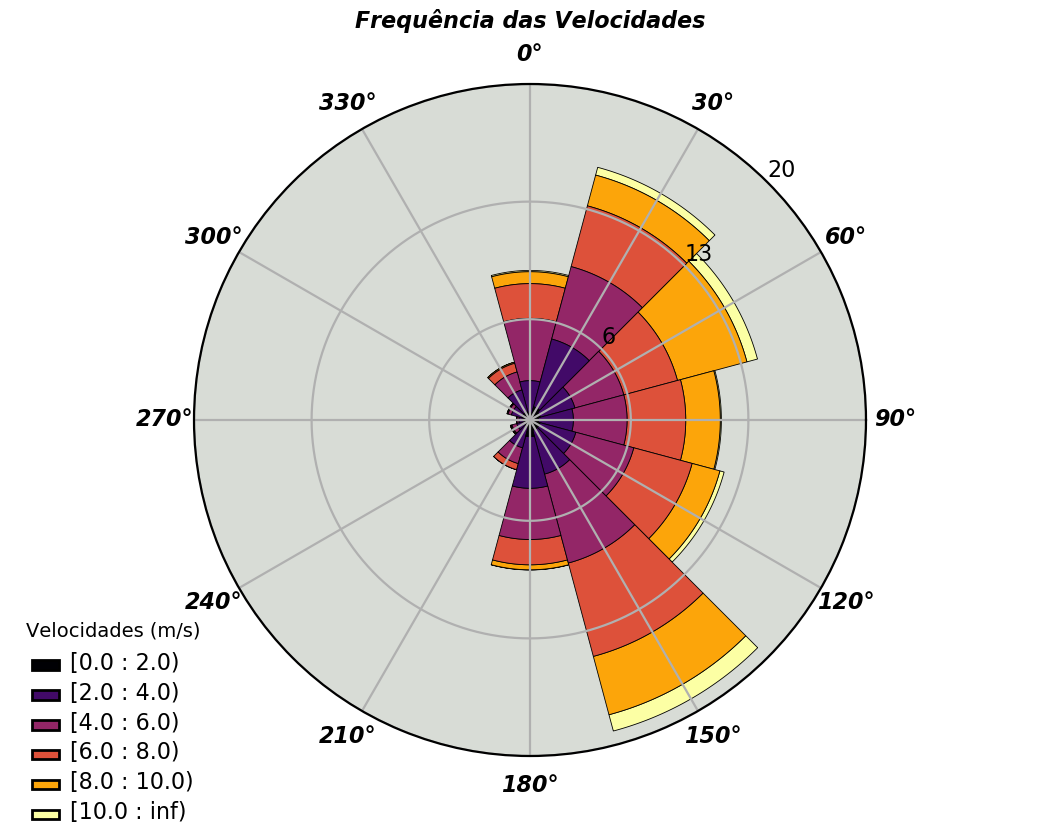 Frequência das Velocidades
0°
330°
30°
20
300°
60°
13
6
270°
90°
240°
120°
210°
150°
180°
Velocidades (m/s)
[0.0 : 2.0)
[2.0 : 4.0)
[4.0 : 6.0)
[6.0 : 8.0)
[8.0 : 10.0)
[10.0 : inf)